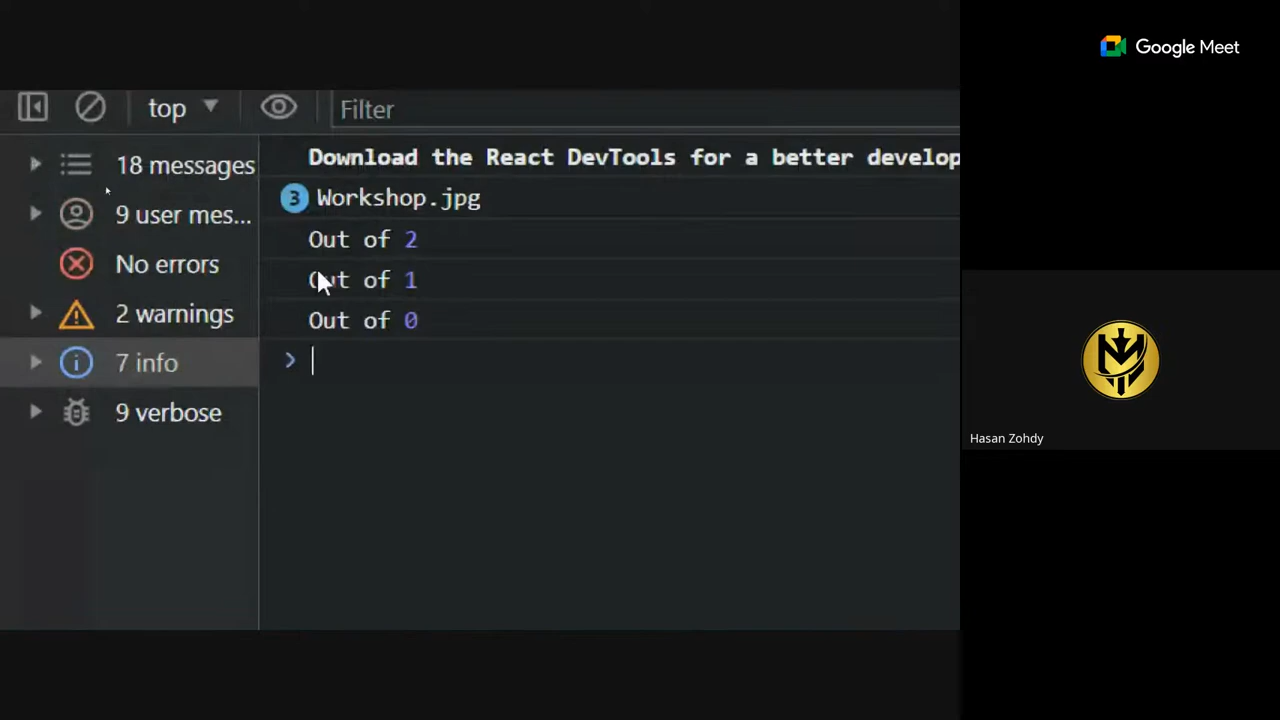 Google Meet
top
Filter
18 messages
Download the React DevTools for a better develop
3 Workshop.jpg
9 user mes...
Out of 2
No errors
Out of 1
2 warnings
Out of 0
7 info
9 verbose
Hasan Zohdy